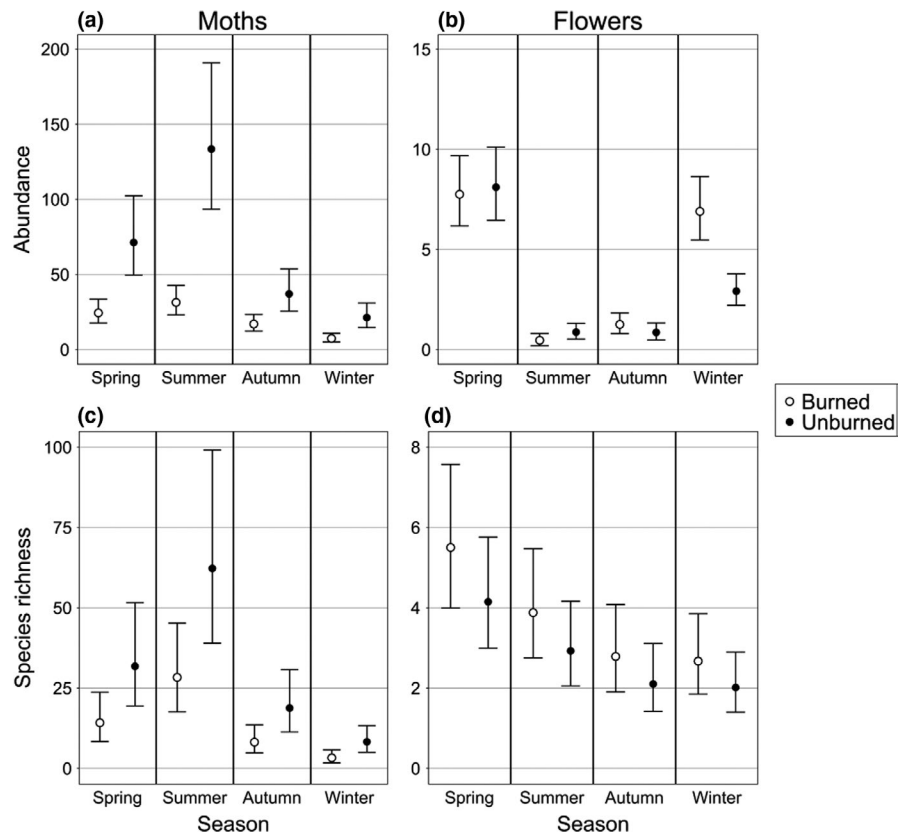 (a) Moths
(b) Flowers
Abundance
200
150
100
50
0
Spring Summer Autumn Winter
15
10
5
0
Spring Summer Autumn Winter
Burned
Unburned
(c)
(d)
Species richness
100
75
50
25
0
Spring Summer Autumn Winter
Season
8
6
4
2
0
Spring Summer Autumn Winter
Season